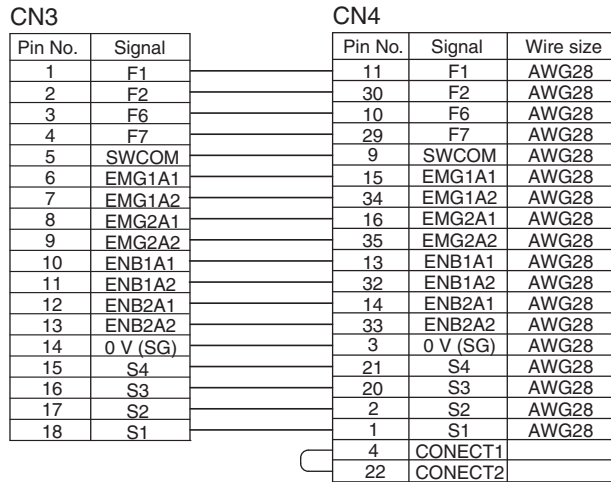 CN3 CN4
Pin No. Signal Pin No. Signal Wire size
1 F1 11 F1 AWG28
2 F2 30 F2 AWG28
3 F6 10 F6 AWG28
4 F7 29 F7 AWG28
5 SWCOM 9 SWCOM AWG28
6 EMG1A1 15 EMG1A1 AWG28
7 EMG1A2 34 EMG1A2 AWG28
8 EMG2A1 16 EMG2A1 AWG28
9 EMG2A2 35 EMG2A2 AWG28
10 ENB1A1 13 ENB1A1 AWG28
11 ENB1A2 32 ENB1A2 AWG28
12 ENB2A1 14 ENB2A1 AWG28
13 ENB2A2 33 ENB2A2 AWG28
14 0 V (SG) 3 0 V (SG) AWG28
15 S4 21 S4 AWG28
16 S3 20 S3 AWG28
17 S2 2 S2 AWG28
18 S1 1 S1 AWG28
4 CONECT1
22 CONECT2